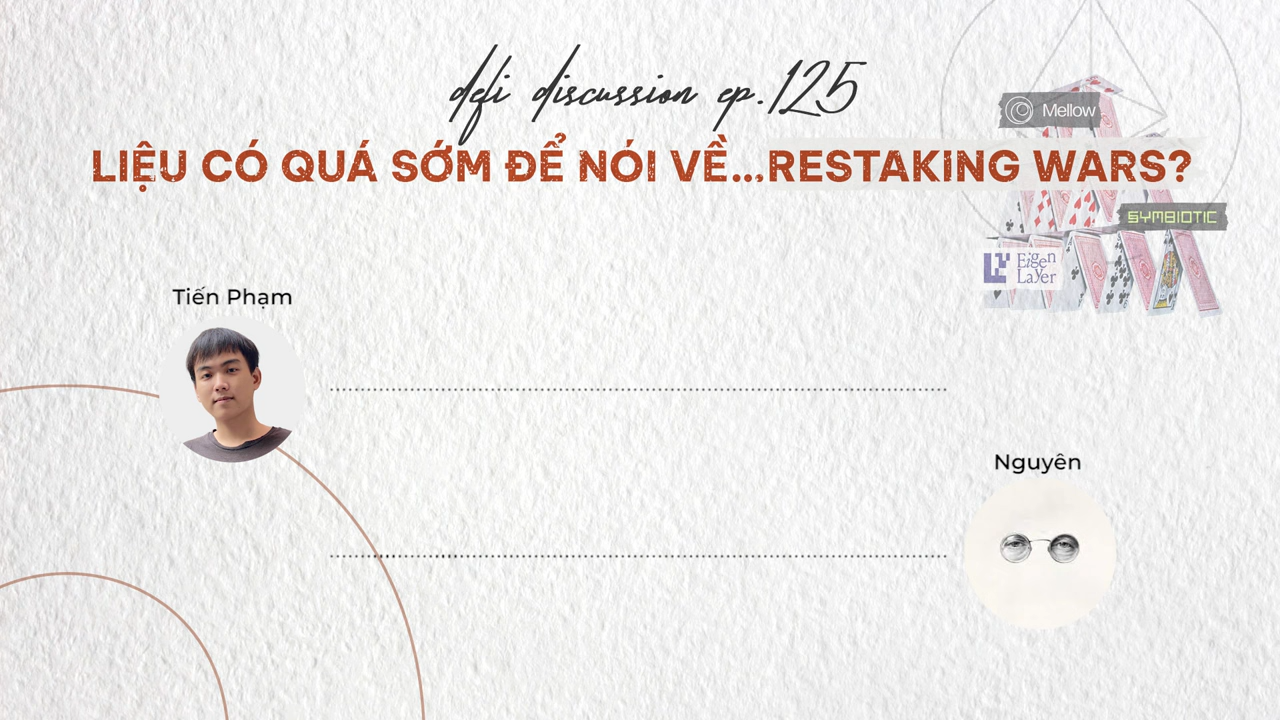 defi discussion ep.125
LIỆU CÓ QUÁ SỚM ĐỂ NÓI VỀ...RESTAKING WARS?
Mellow
SYMBIOTIC
Eigen
Layer
Tiến Phạm
Nguyên